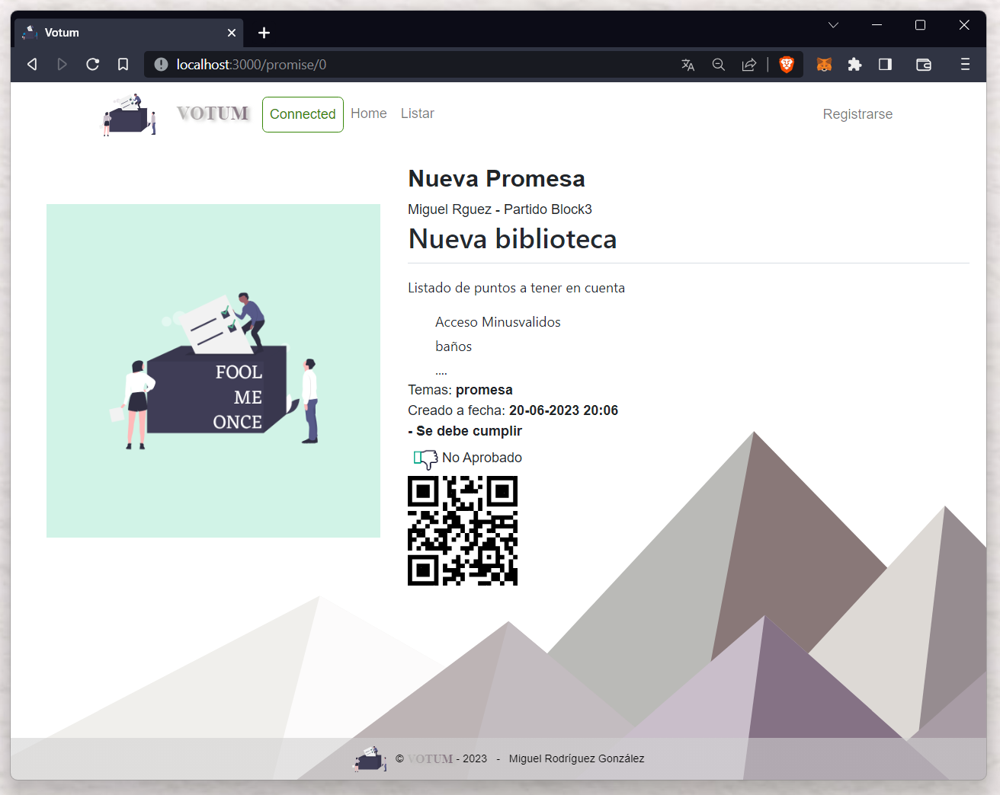 Votum
localhost:3000/promise/0
VOTUM
Connected
Home
Listar
Registrarse
Nueva Promesa
Miguel Rguez - Partido Block3
Nueva biblioteca
Listado de puntos a tener en cuenta
Acceso Minusvalidos
baños
....
Temas: promesa
Creado a fecha: 20-06-2023 20:06
- Se debe cumplir
No Aprobado
FOOL
ME
ONCE
© VOTUM - 2023 - Miguel Rodríguez González